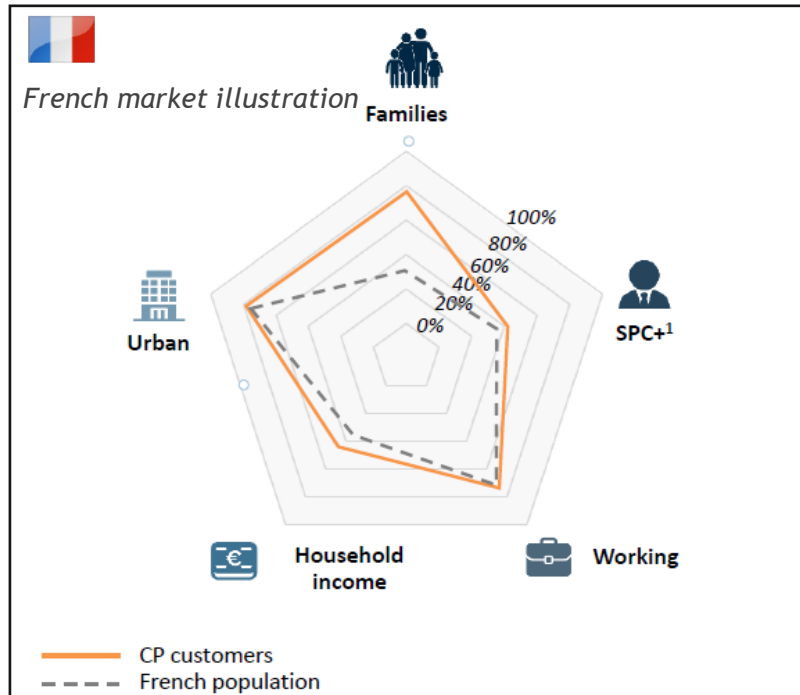 French market illustration
Families
100%
80%
60%
40%
20%
0%
SPC+¹
Urban
€
Household
income
Working
CP customers
French population